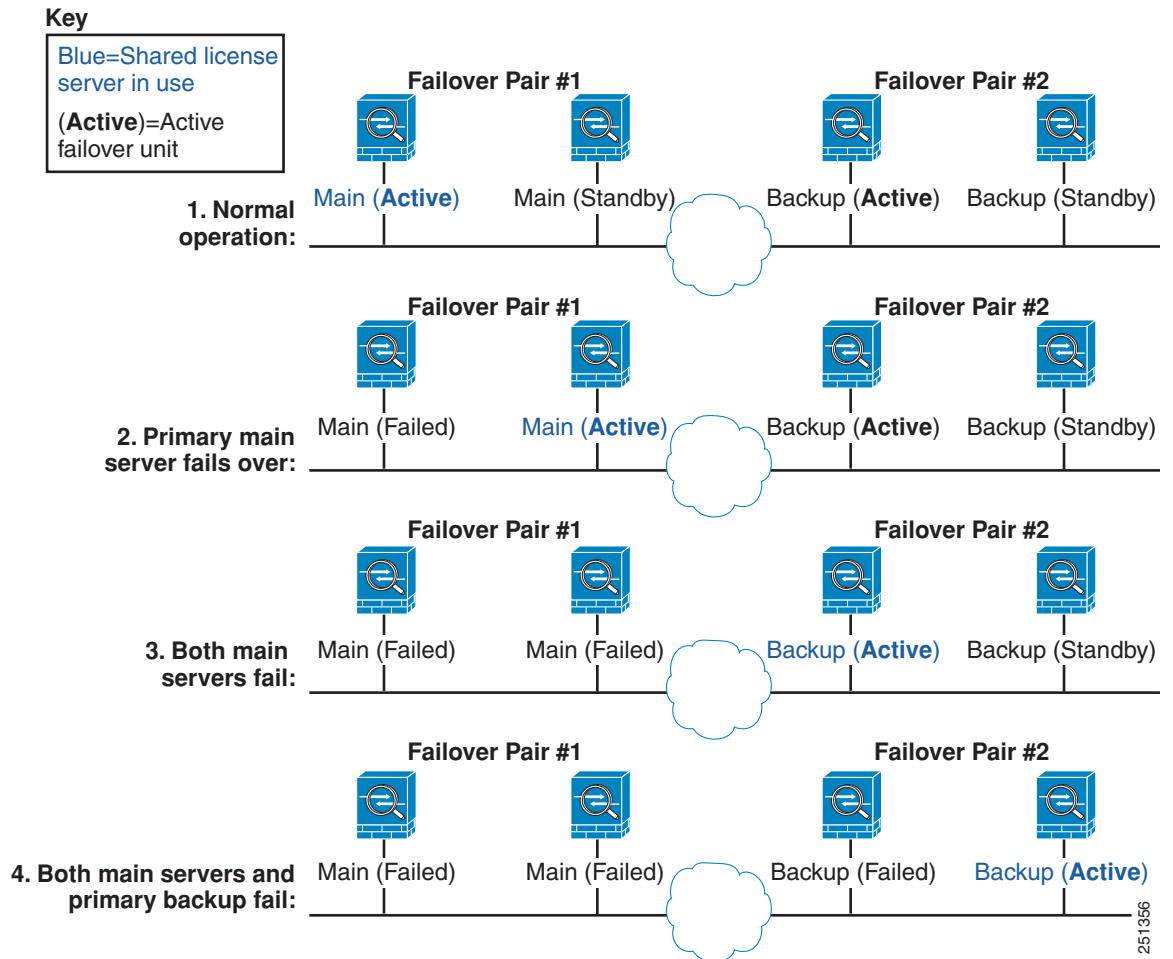 Key
Blue=Shared license
server in use
(Active)=Active
failover unit
Failover Pair #1
Failover Pair #2
1. Normal
operation:
Main (Active)
Main (Standby)
Backup (Active)
Backup (Standby)
Failover Pair #1
Failover Pair #2
2. Primary main
server fails over:
Main (Failed)
Main (Active)
Backup (Active)
Backup (Standby)
Failover Pair #1
Failover Pair #2
3. Both main
servers fail:
Main (Failed)
Main (Failed)
Backup (Active)
Backup (Standby)
Failover Pair #1
Failover Pair #2
4. Both main servers and
primary backup fail:
Main (Failed)
Main (Failed)
Backup (Failed)
Backup (Active)
251356